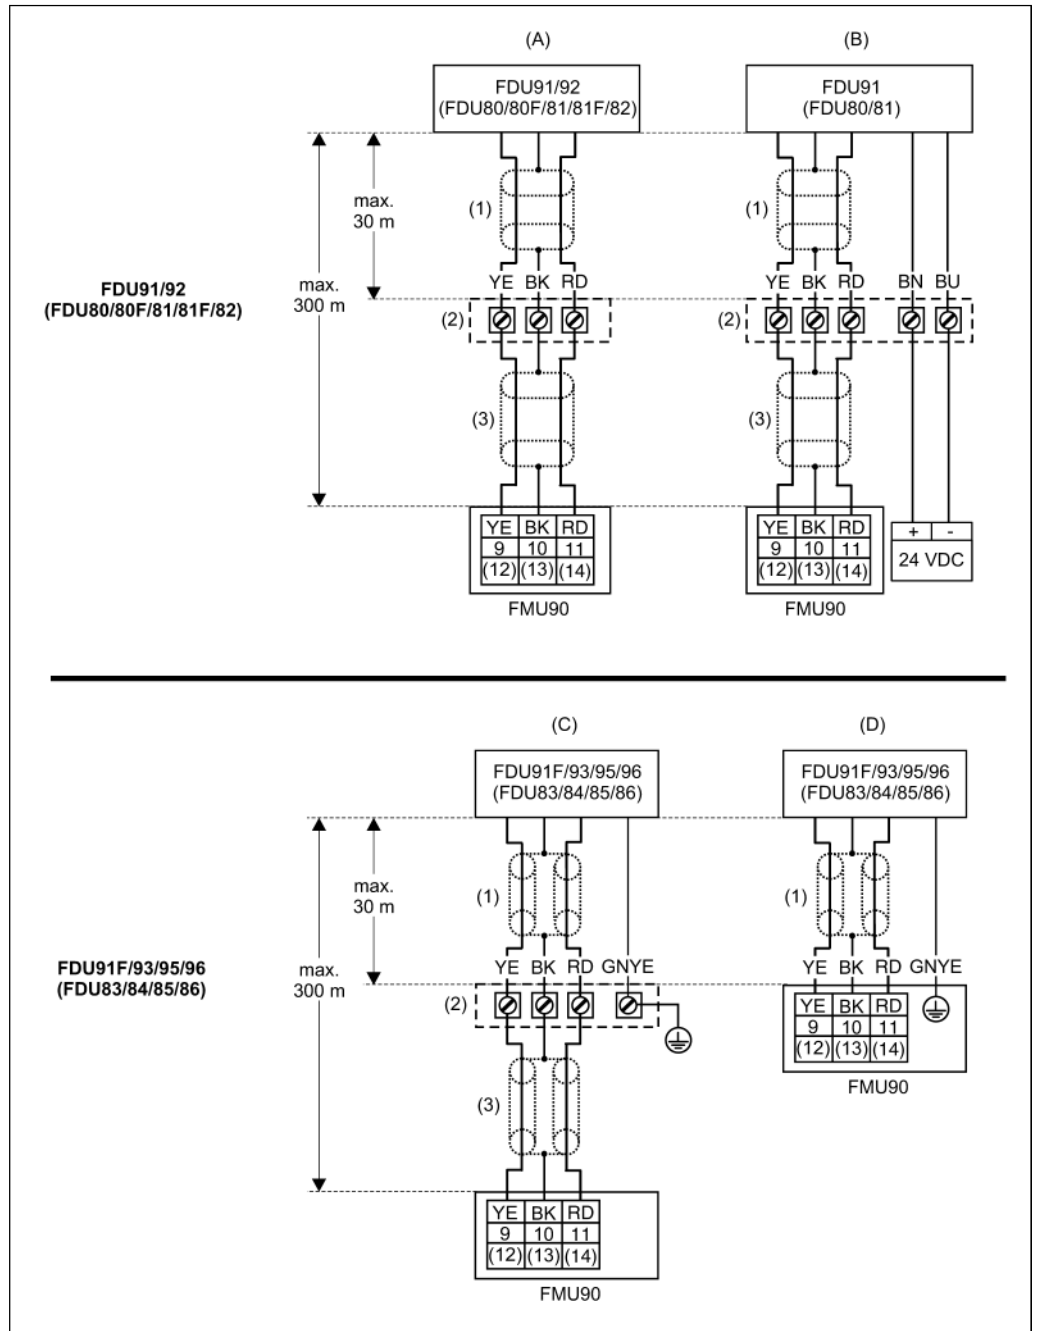 (A) (B)
FDU91/92
(FDU80/80F/81/81F/82)
FDU91
(FDU80/81)
max.
30 m
(1)
(1)
FDU91/92
(FDU80/80F/81/81F/82)
max.
300 m
YE BK RD
YE BK RD BN BU
(2)
(2)
(3)
(3)
YE BK RD
9 10 11
(12) (13) (14)
FMU90
YE BK RD
9 10 11
(12) (13) (14)
FMU90
+ -
24 VDC
(C) (D)
FDU91F/93/95/96
(FDU83/84/85/86)
FDU91F/93/95/96
(FDU83/84/85/86)
max.
30 m
(1)
(1)
FDU91F/93/95/96
(FDU83/84/85/86)
max.
300 m
YE BK RD GNYE
YE BK RD GNYE
(2)
YE BK RD
9 10 11
(12) (13) (14)
FMU90
(3)
YE BK RD
9 10 11
(12) (13) (14)
FMU90